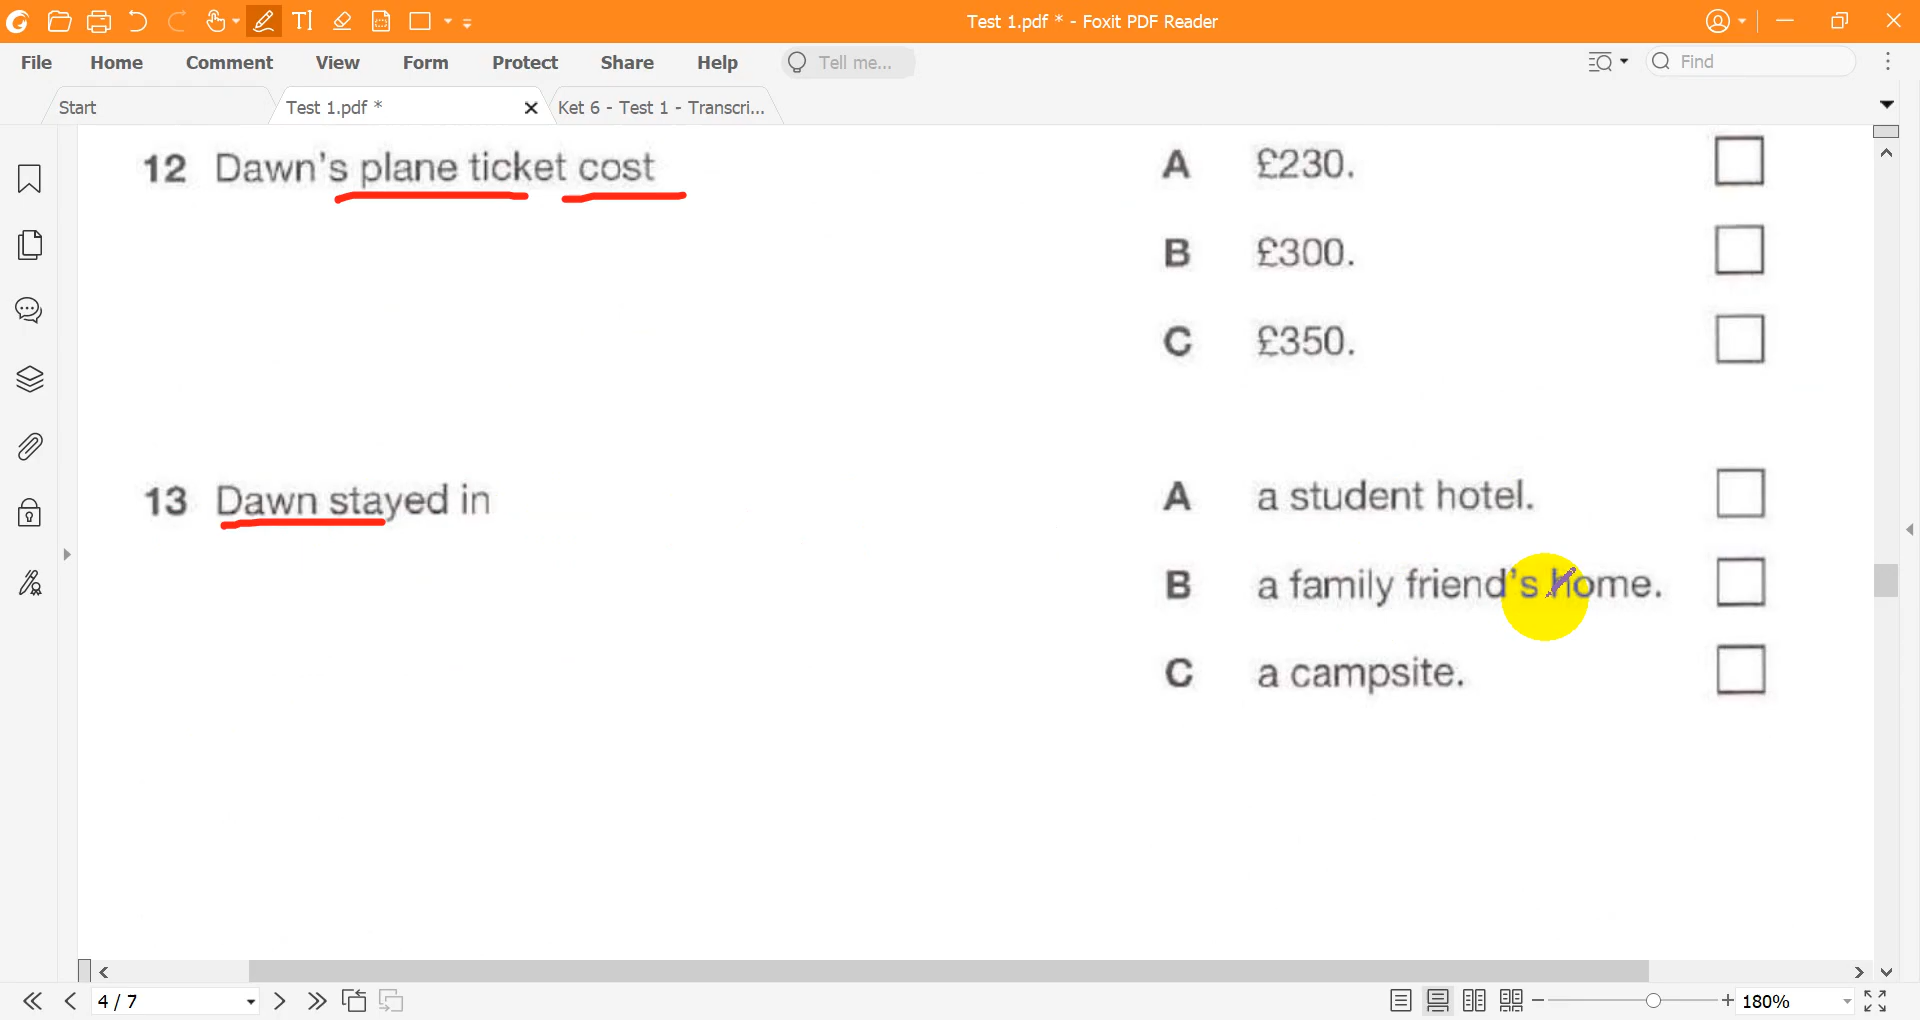 Test 1.pdf * - Foxit PDF Reader
File Home Comment View Form Protect Share Help Tell me... Find
Start Test 1.pdf * Ket 6 - Test 1 - Transcri...
12 Dawn's plane ticket cost A £230.
B £300.
C £350.
13 Dawn stayed in A a student hotel.
B a family friend's home.
C a campsite.
4 / 7 180%